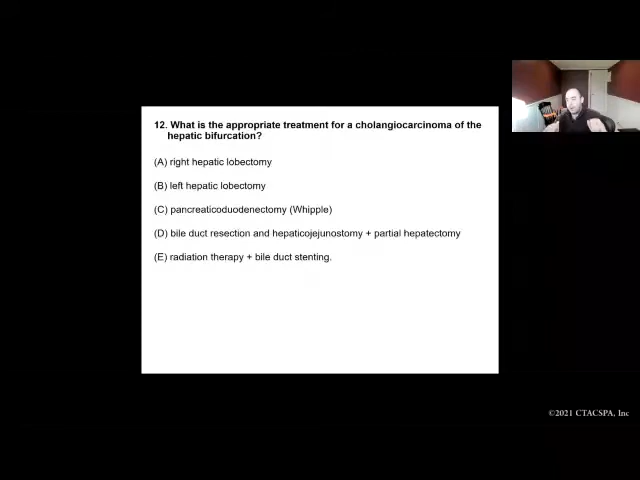 12. What is the appropriate treatment for a cholangiocarcinoma of the
hepatic bifurcation?
(A) right hepatic lobectomy
(B) left hepatic lobectomy
(C) pancreaticoduodenectomy (Whipple)
(D) bile duct resection and hepaticojejunostomy + partial hepatectomy
(E) radiation therapy + bile duct stenting.
©2021 CTACSPA, Inc